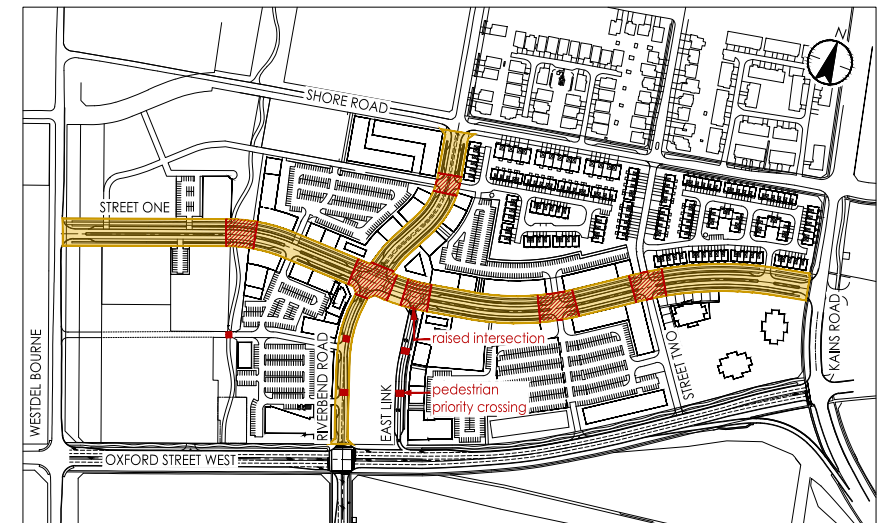 N
SHORE ROAD
STREET ONE
WESTDEL BOURNE
RIVERBEND ROAD
EAST LINK
raised intersection
pedestrian
priority crossing
STREET TWO
KAINS ROAD
OXFORD STREET WEST